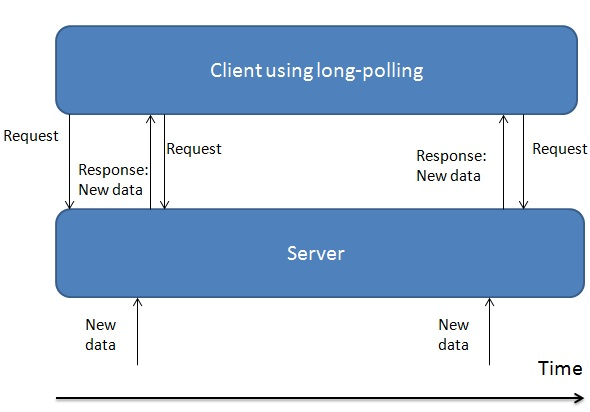 Client using long-polling
Request
Response:
New data
Request
Response:
New data
Request
Server
New
data
New
data
Time